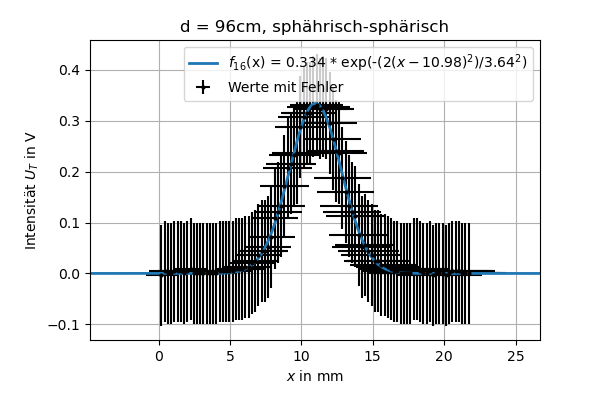 d = 96cm, sphährisch-sphärisch
f₁₆(x) = 0.334 * exp(-(2(x − 10.98)²)/3.64²)
Werte mit Fehler
Intensität U_T in V
0.4
0.3
0.2
0.1
0.0
−0.1
0 5 10 15 20 25
x in mm